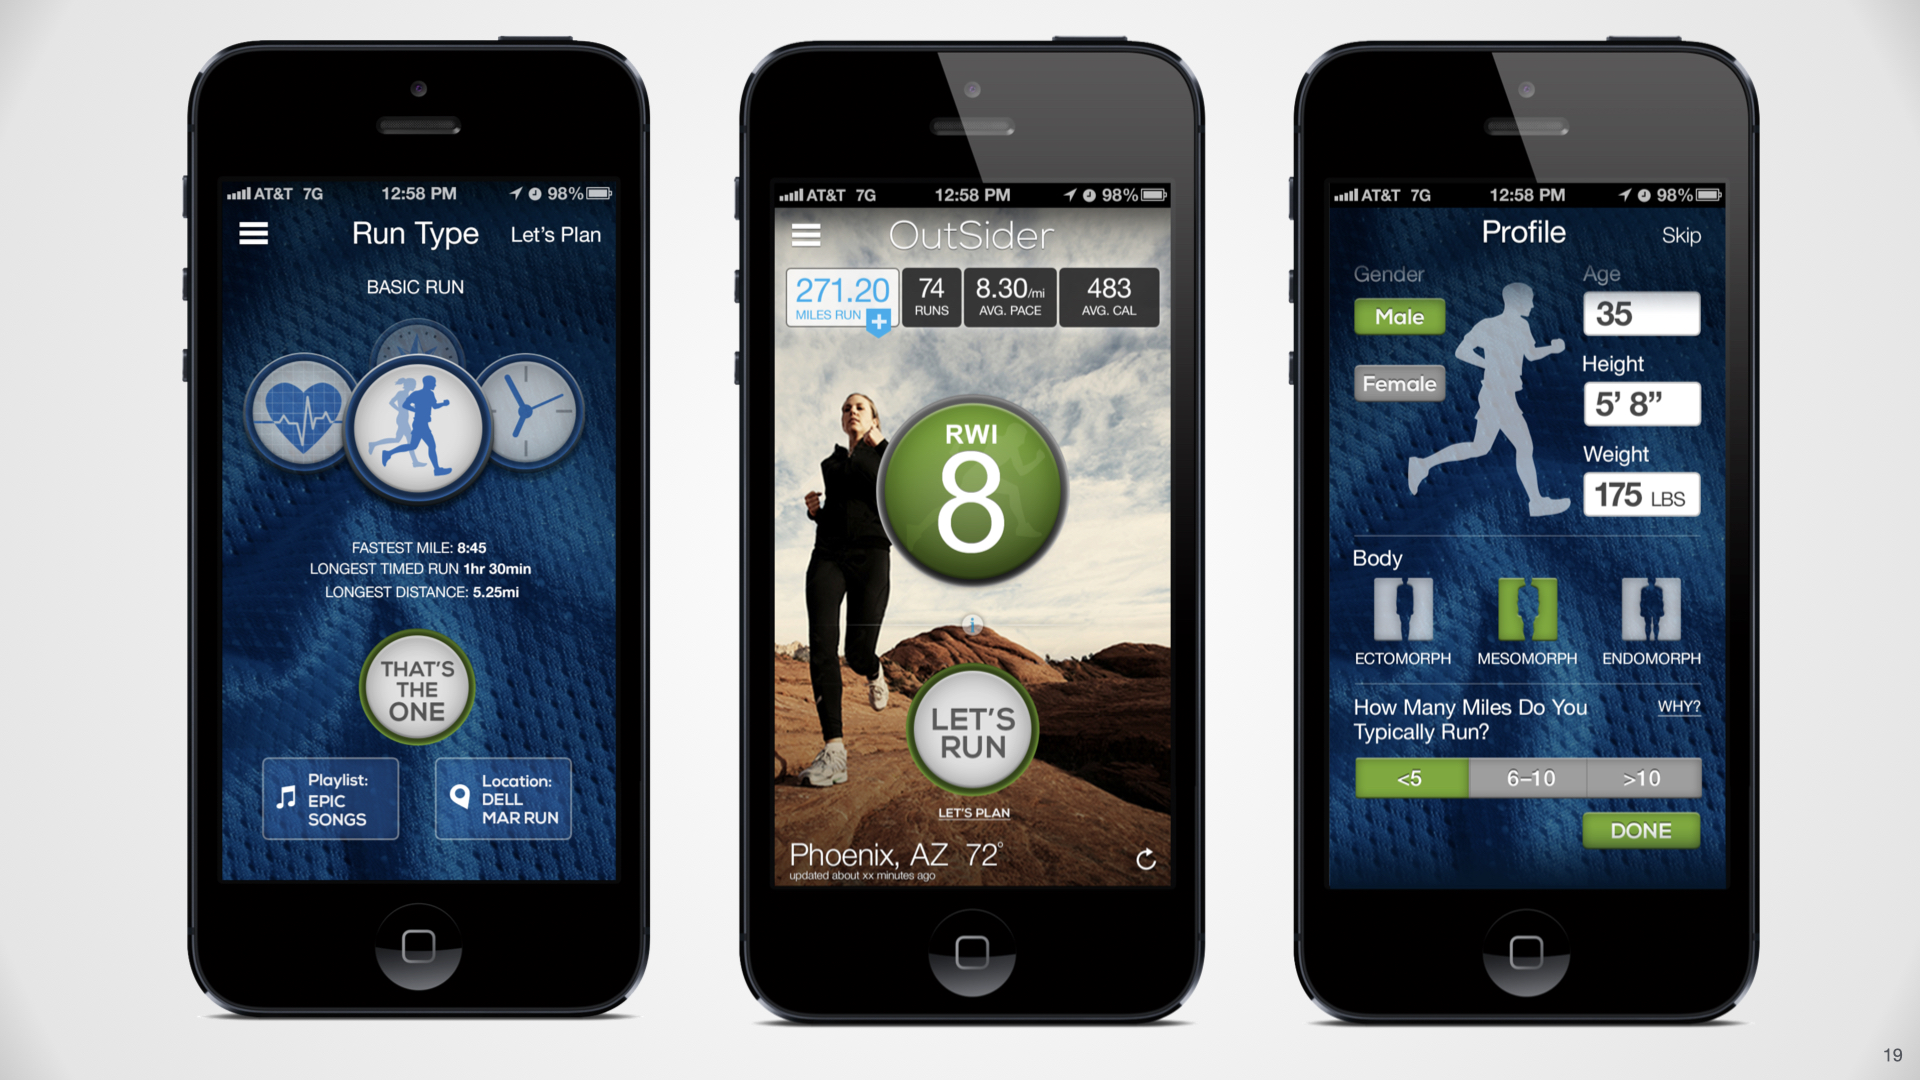 AT&T 7G 12:58 PM 98%
Run Type Let's Plan
BASIC RUN
FASTEST MILE: 8:45
LONGEST TIMED RUN 1hr 30min
LONGEST DISTANCE: 5.25mi
THAT'S
THE
ONE
Playlist:
EPIC
SONGS
Location:
DELL
MAR RUN
AT&T 7G 12:58 PM 98%
OutSider
271.20
MILES RUN
74
RUNS
8.30/mi
AVG. PACE
483
AVG. CAL
RWI
8
i
LET'S
RUN
LET'S PLAN
Phoenix, AZ 72°
updated about xx minutes ago
AT&T 7G 12:58 PM 98%
Profile Skip
Gender
Male
Female
Age
35
Height
5’ 8”
Weight
175 LBS
Body
ECTOMORPH MESOMORPH ENDOMORPH
How Many Miles Do You
Typically Run?
WHY?
<5 6–10 >10
DONE
19